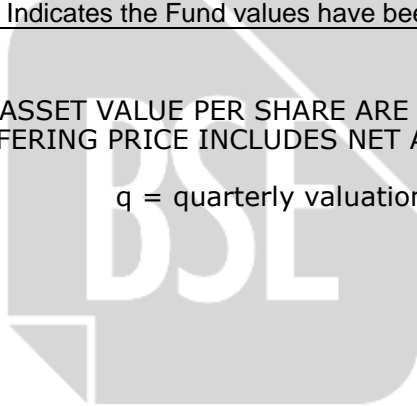 Indicates the Fund values have bee
ASSET VALUE PER SHARE ARE
FERING PRICE INCLUDES NET A
q = quarterly valuation
BSE